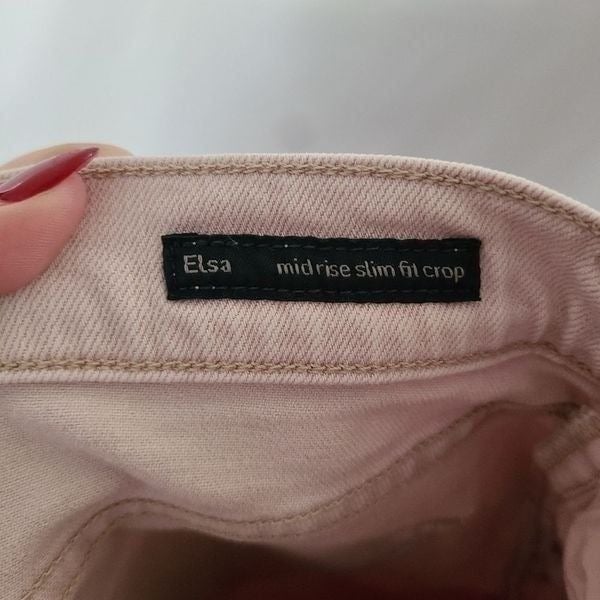 Elsa mid rise slim fit crop